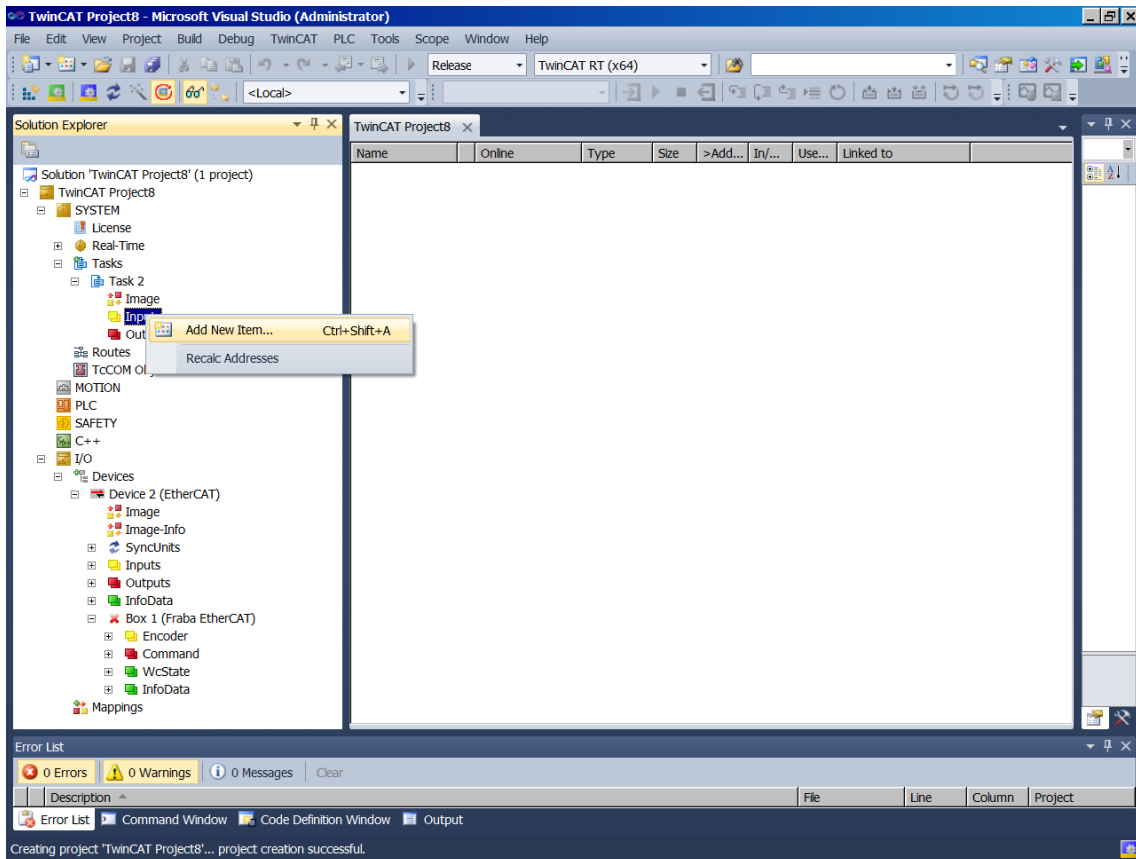 TwinCAT Project8 - Microsoft Visual Studio (Administrator)
File Edit View Project Build Debug TwinCAT PLC Tools Scope Window Help
Release TwinCAT RT (x64)
<Local>
Solution Explorer
TwinCAT Project8
Name Online Type Size >Add... In/... Use... Linked to
Solution 'TwinCAT Project8' (1 project)
TwinCAT Project8
SYSTEM
License
Real-Time
Tasks
Task 2
Image
Inputs
Out
Add New Item... Ctrl+Shift+A
Recalc Addresses
Routes
TcCOM Obj
MOTION
PLC
SAFETY
C++
I/O
Devices
Device 2 (EtherCAT)
Image
Image-Info
SyncUnits
Inputs
Outputs
InfoData
Box 1 (Fraba EtherCAT)
Encoder
Command
WcState
InfoData
Mappings
Error List
0 Errors 0 Warnings 0 Messages Clear
Description File Line Column Project
Error List Command Window Code Definition Window Output
Creating project 'TwinCAT Project8'... project creation successful.